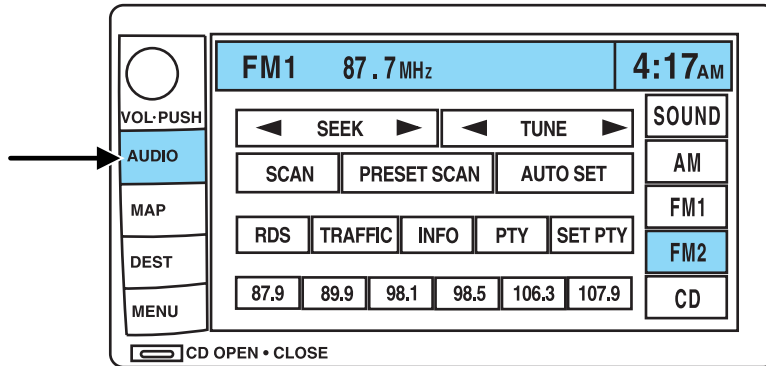 FM1 87.7MHz 4:17AM
VOL·PUSH
AUDIO
MAP
DEST
MENU
◄ SEEK ► ◄ TUNE ►
SCAN PRESET SCAN AUTO SET
RDS TRAFFIC INFO PTY SET PTY
87.9 89.9 98.1 98.5 106.3 107.9
SOUND
AM
FM1
FM2
CD
CD OPEN • CLOSE